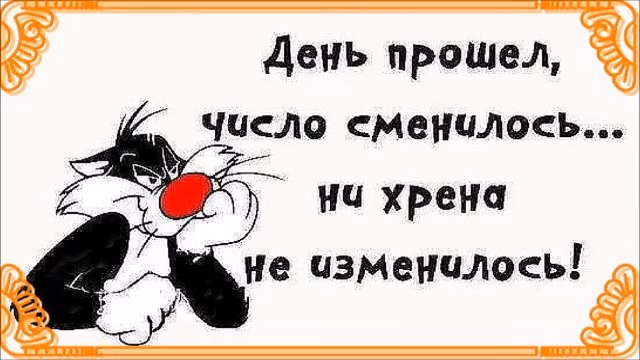 День прошел,
число сменилось...
ни хрена
не изменилось!